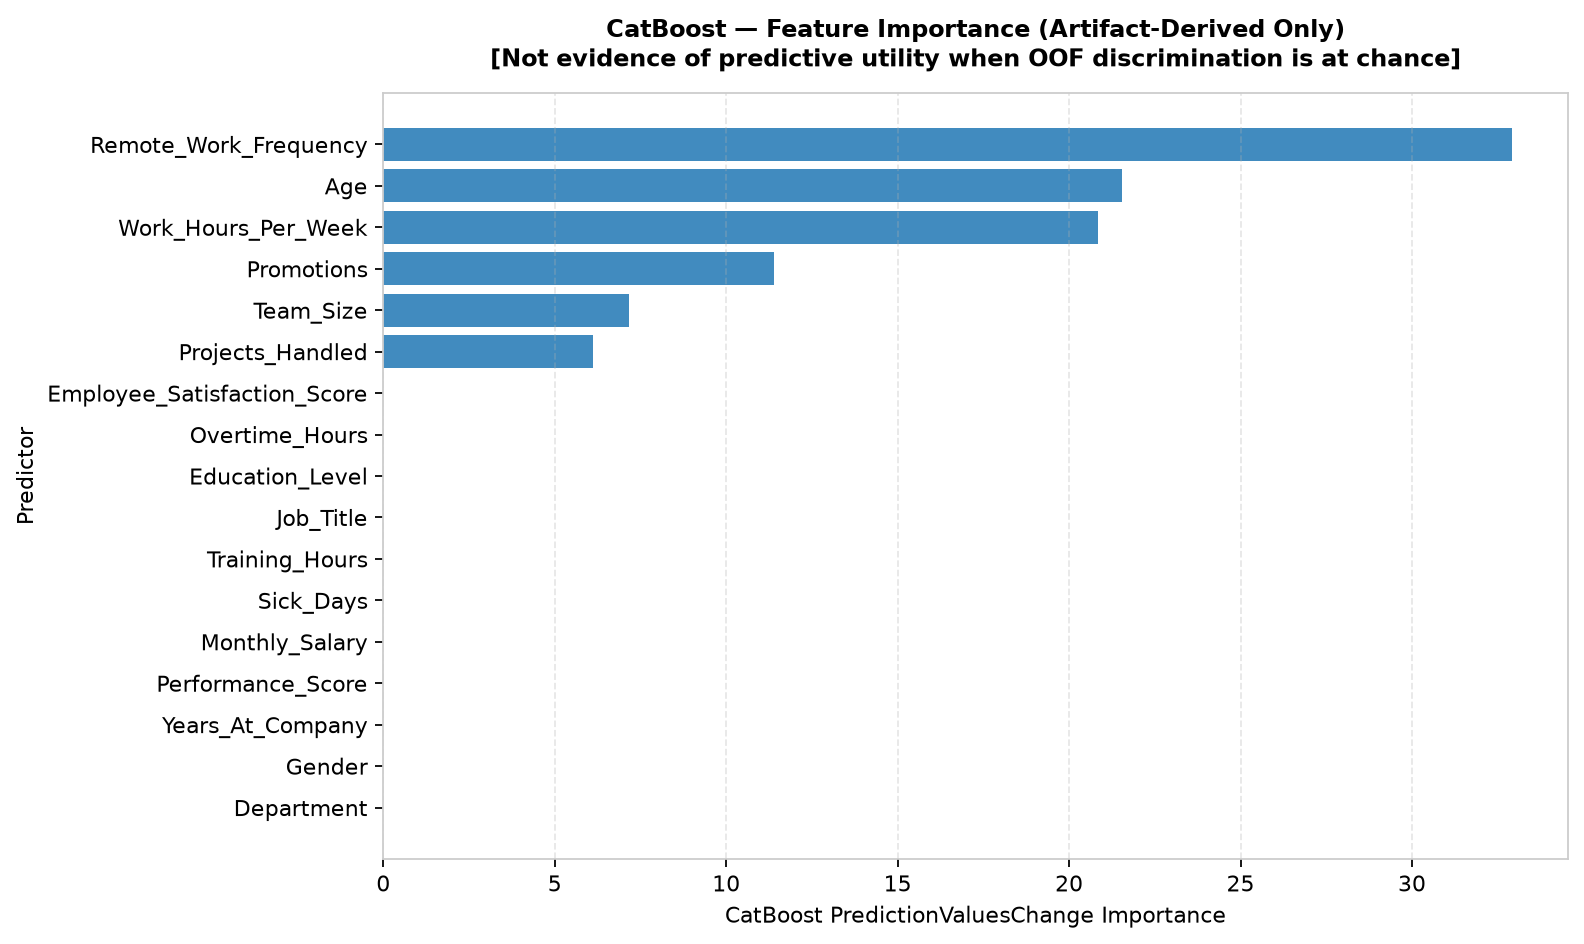 CatBoost — Feature Importance (Artifact-Derived Only)
[Not evidence of predictive utility when OOF discrimination is at chance]
Predictor
Remote_Work_Frequency
Age
Work_Hours_Per_Week
Promotions
Team_Size
Projects_Handled
Employee_Satisfaction_Score
Overtime_Hours
Education_Level
Job_Title
Training_Hours
Sick_Days
Monthly_Salary
Performance_Score
Years_At_Company
Gender
Department
0 5 10 15 20 25 30
CatBoost PredictionValuesChange Importance